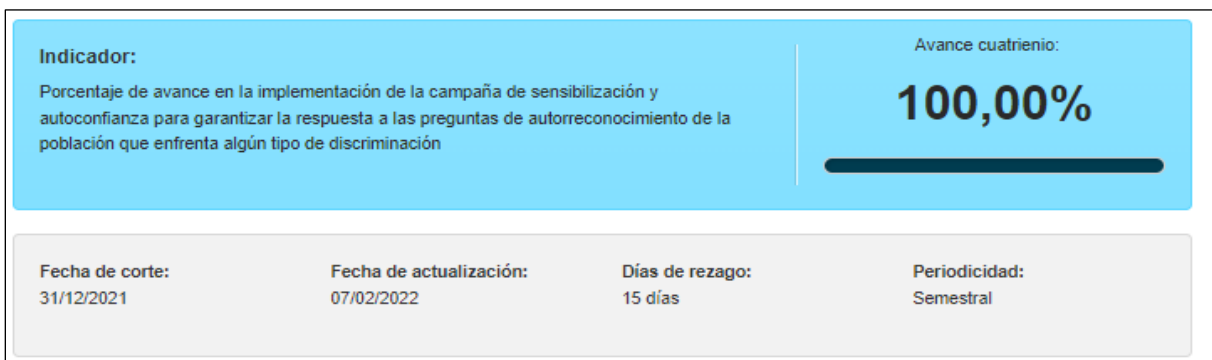 Indicador:
Porcentaje de avance en la implementación de la campaña de sensibilización y
autoconfianza para garantizar la respuesta a las preguntas de autorreconocimiento de la
población que enfrenta algún tipo de discriminación
Avance cuatrienio:
100,00%
Fecha de corte:
31/12/2021
Fecha de actualización:
07/02/2022
Días de rezago:
15 días
Periodicidad:
Semestral